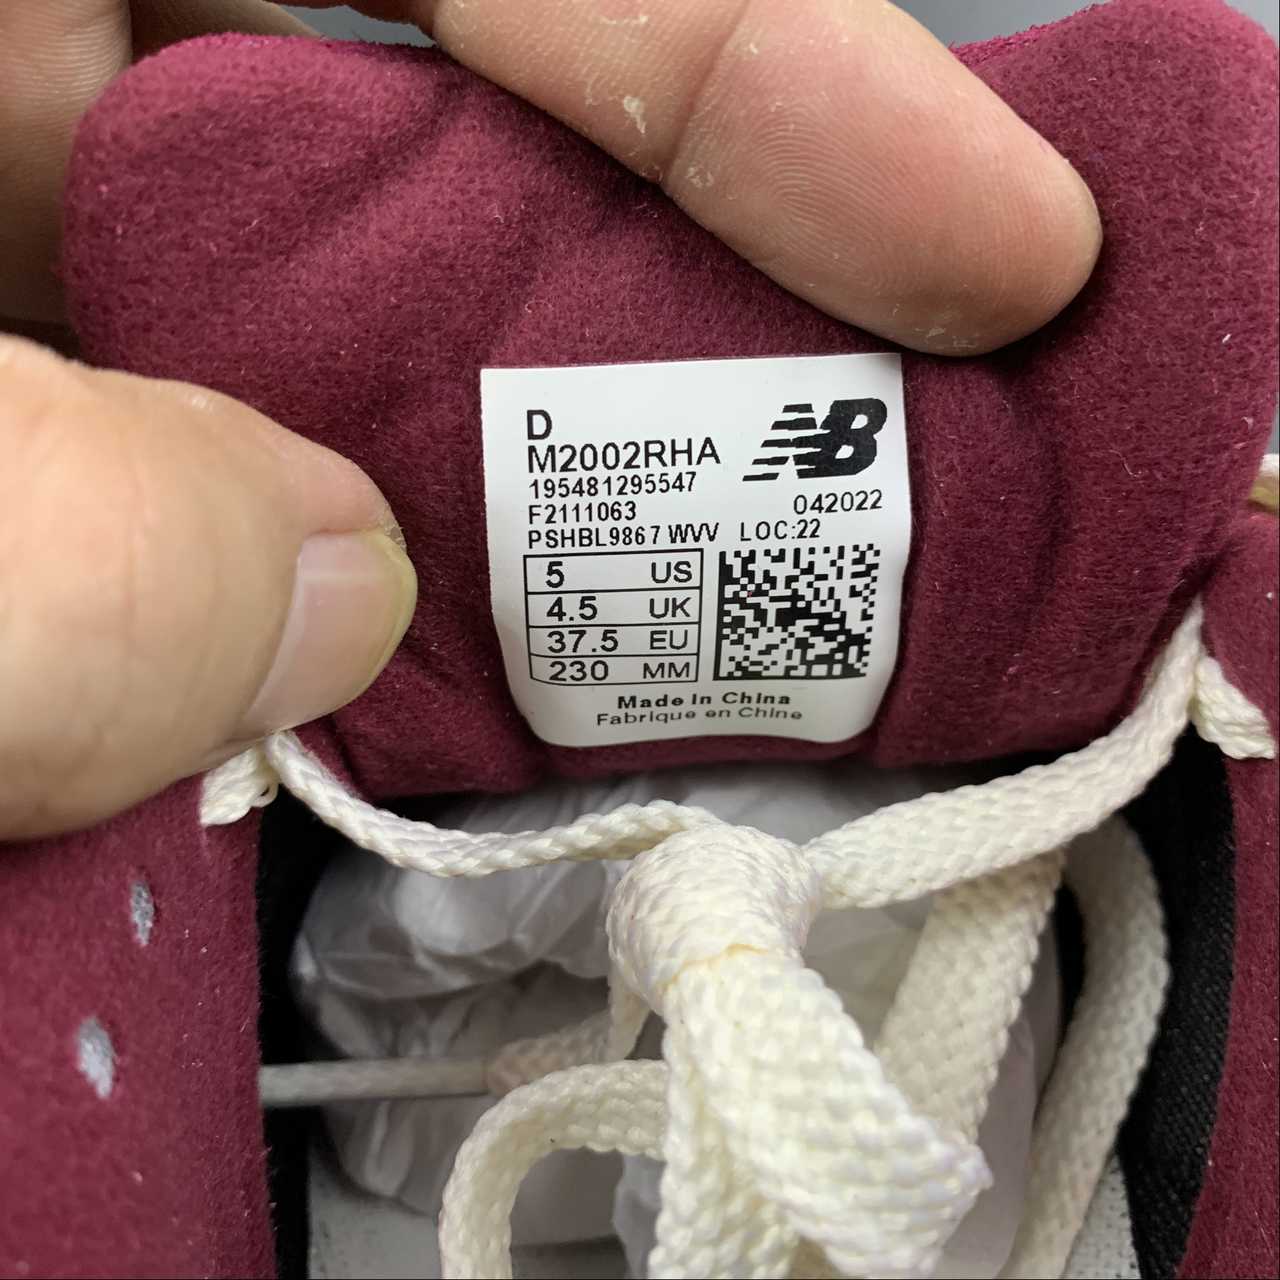 D
NB
M2002RHA
195481295547
F2111063 042022
PSHBL9867 WVV LOC:22
5 US
4.5 UK
37.5 EU
230 MM
Made in China
Fabrique en Chine